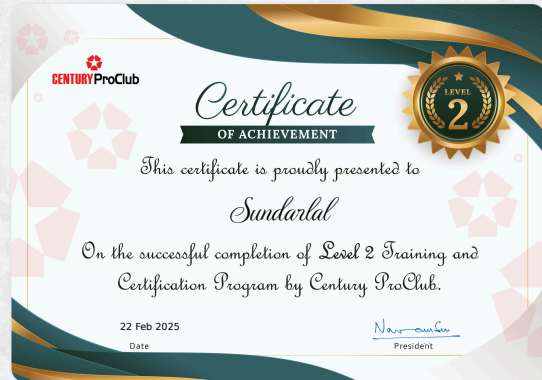 CENTURY ProClub
Certificate
OF ACHIEVEMENT
LEVEL
2
This certificate is proudly presented to
Sundarlal
On the successful completion of Level 2 Training and
Certification Program by Century ProClub.
22 Feb 2025
Date
President